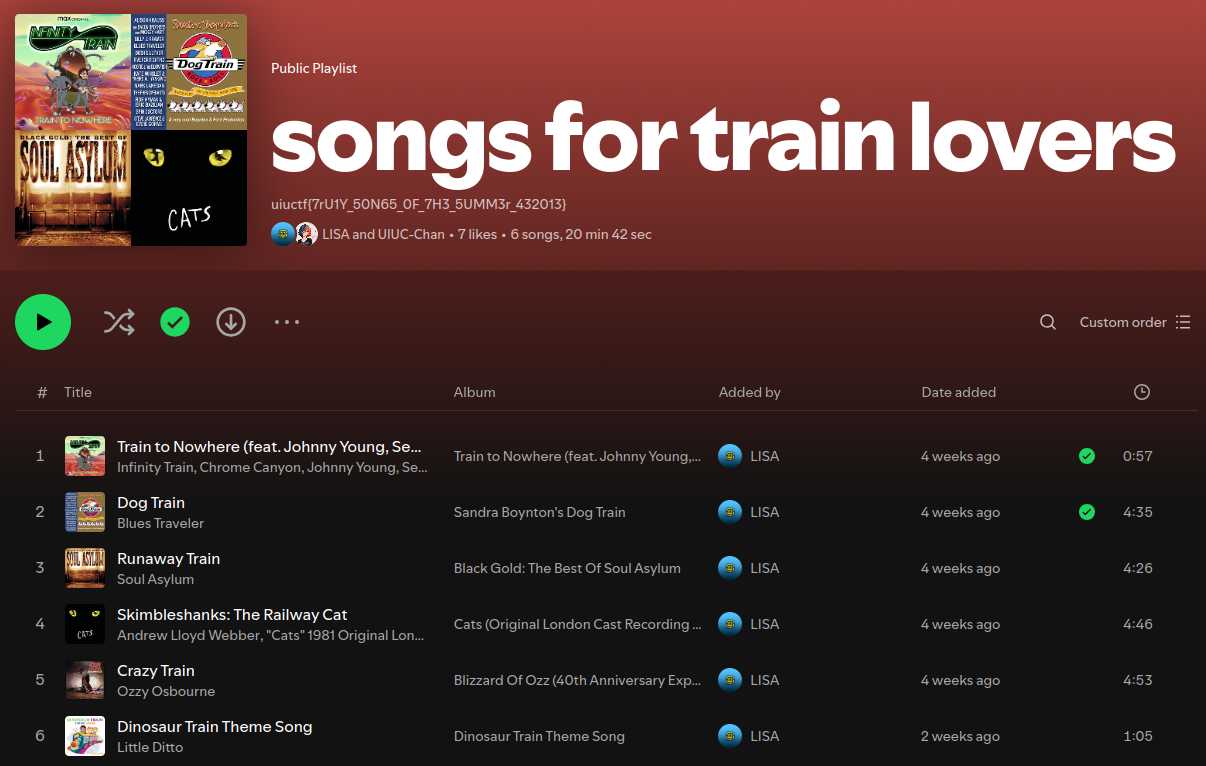 MAX ORIGINAL
INFINITY TRAIN
TRAIN TO NOWHERE
Dog Train
BLACK GOLD: THE BEST OF
SOUL ASYLUM
CATS
Public Playlist
songs for train lovers
uiuctf{7rU1Y_50N65_0F_7H3_5UMM3r_432013}
LISA and UIUC-Chan • 7 likes • 6 songs, 20 min 42 sec
Custom order
# Title Album Added by Date added
1 Train to Nowhere (feat. Johnny Young, Se... Train to Nowhere (feat. Johnny Young,... LISA 4 weeks ago 0:57
Infinity Train, Chrome Canyon, Johnny Young, Se...
2 Dog Train Sandra Boynton's Dog Train LISA 4 weeks ago 4:35
Blues Traveler
3 Runaway Train Black Gold: The Best Of Soul Asylum LISA 4 weeks ago 4:26
Soul Asylum
4 Skimbleshanks: The Railway Cat Cats (Original London Cast Recording ... LISA 4 weeks ago 4:46
Andrew Lloyd Webber, "Cats" 1981 Original Lon...
5 Crazy Train Blizzard Of Ozz (40th Anniversary Exp... LISA 4 weeks ago 4:53
Ozzy Osbourne
6 Dinosaur Train Theme Song Dinosaur Train Theme Song LISA 2 weeks ago 1:05
Little Ditto